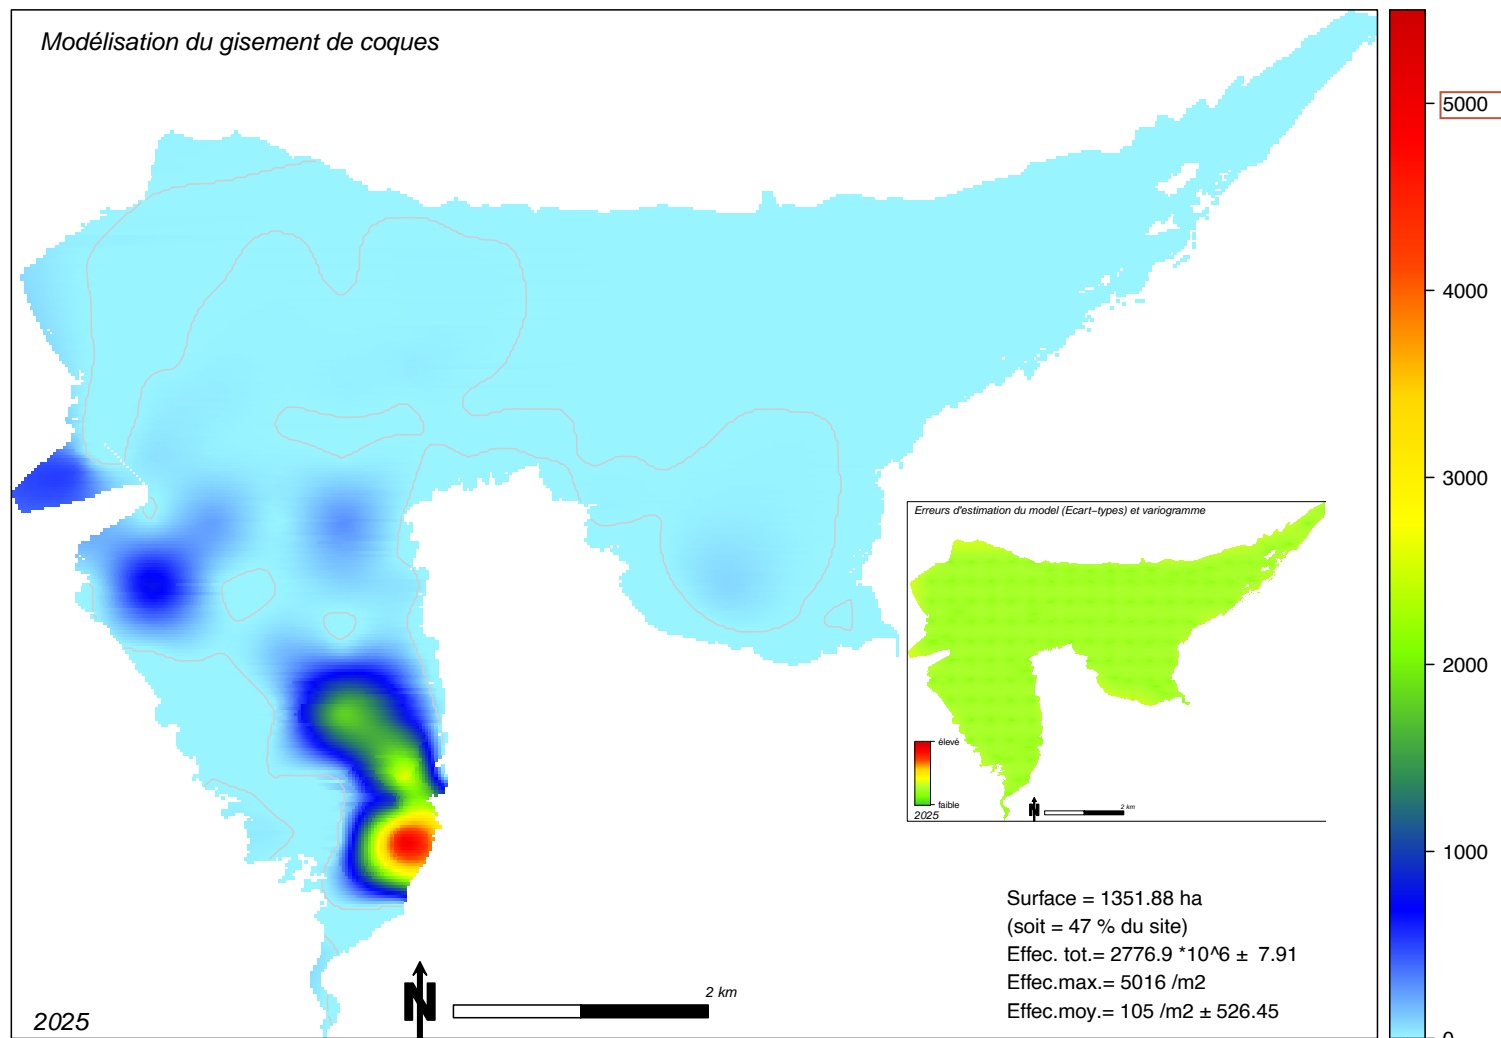 Modélisation du gisement de coques
5000
4000
3000
2000
1000
0
Erreurs d'estimation du model (Ecart−types) et variogramme
élevé
faible
2025
N
2 km
Surface = 1351.88 ha
(soit = 47 % du site)
Effec. tot.= 2776.9 *10^6 ± 7.91
Effec.max.= 5016 /m2
Effec.moy.= 105 /m2 ± 526.45
N
2 km
2025